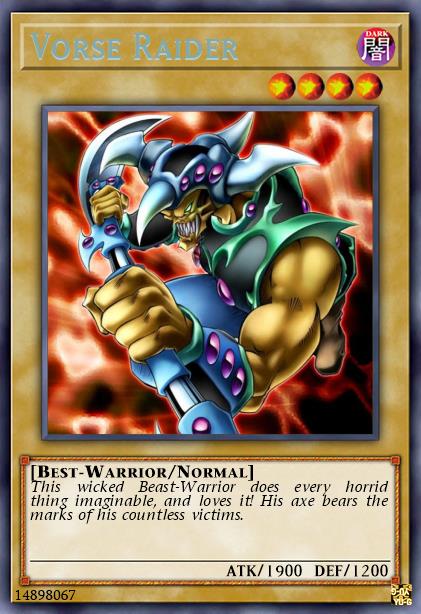 Vorse Raider
DARK
闇
[Best-Warrior/Normal]
This wicked Beast-Warrior does every horrid
thing imaginable, and loves it! His axe bears the
marks of his countless victims.
ATK/1900 DEF/1200
14898067